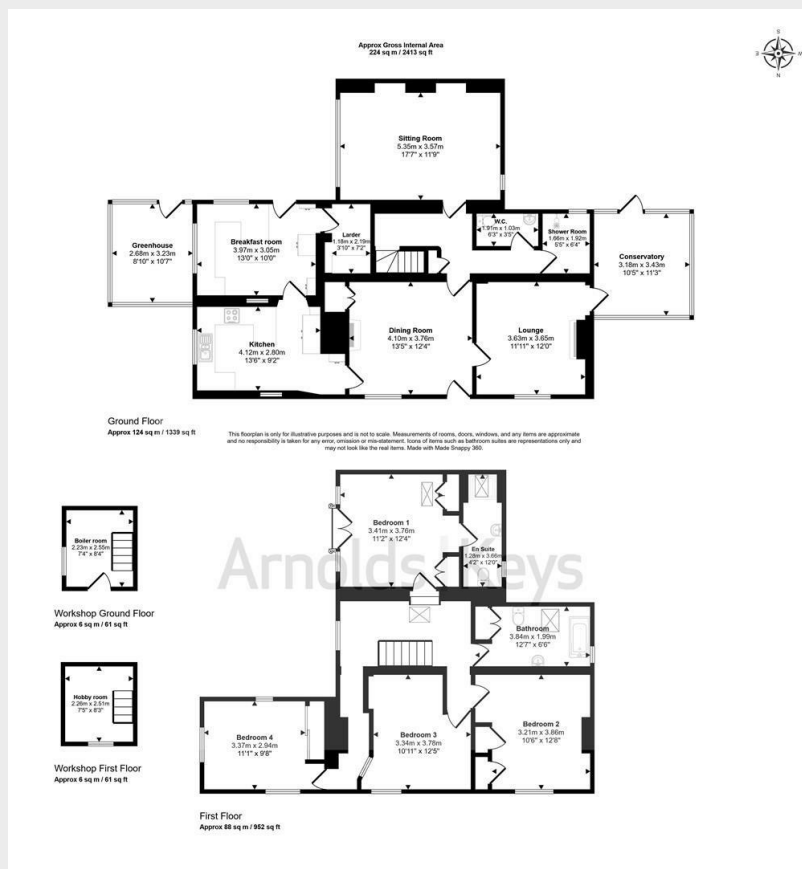 Approx Gross Internal Area
224 sq m / 2413 sq ft
S
E
W
N
Sitting Room
5.35m x 3.57m
17'7" x 11'9"
Greenhouse
2.68m x 3.23m
8'10" x 10'7"
Breakfast room
3.97m x 3.05m
13'0" x 10'0"
Larder
1.18m x 2.19m
3'10" x 7'2"
W.C.
1.91m x 1.03m
6'3" x 3'5"
Shower Room
1.66m x 1.92m
5'5" x 6'4"
Conservatory
3.18m x 3.43m
10'5" x 11'3"
Kitchen
4.12m x 2.80m
13'6" x 9'2"
Dining Room
4.10m x 3.76m
13'5" x 12'4"
Lounge
3.63m x 3.65m
11'11" x 12'0"
Ground Floor
Approx 124 sq m / 1339 sq ft
This floorplan is only for illustrative purposes and is not to scale. Measurements of rooms, doors, windows, and any items are approximate
and no responsibility is taken for any error, omission or mis-statement. Icons of items such as bathroom suites are representations only and
may not look like the real items. Made with Made Snappy 360.
Boiler room
2.23m x 2.55m
7'4" x 8'4"
Workshop Ground Floor
Approx 6 sq m / 61 sq ft
Hobby room
2.26m x 2.51m
7'5" x 8'3"
Workshop First Floor
Approx 6 sq m / 61 sq ft
Bedroom 1
3.41m x 3.76m
11'2" x 12'4"
En Suite
1.28m x 3.66m
4'2" x 12'0"
Arnolds | Keys
Bathroom
3.84m x 1.99m
12'7" x 6'6"
Bedroom 4
3.37m x 2.94m
11'1" x 9'8"
Bedroom 3
3.34m x 3.78m
10'11" x 12'5"
Bedroom 2
3.21m x 3.86m
10'6" x 12'8"
First Floor
Approx 88 sq m / 952 sq ft